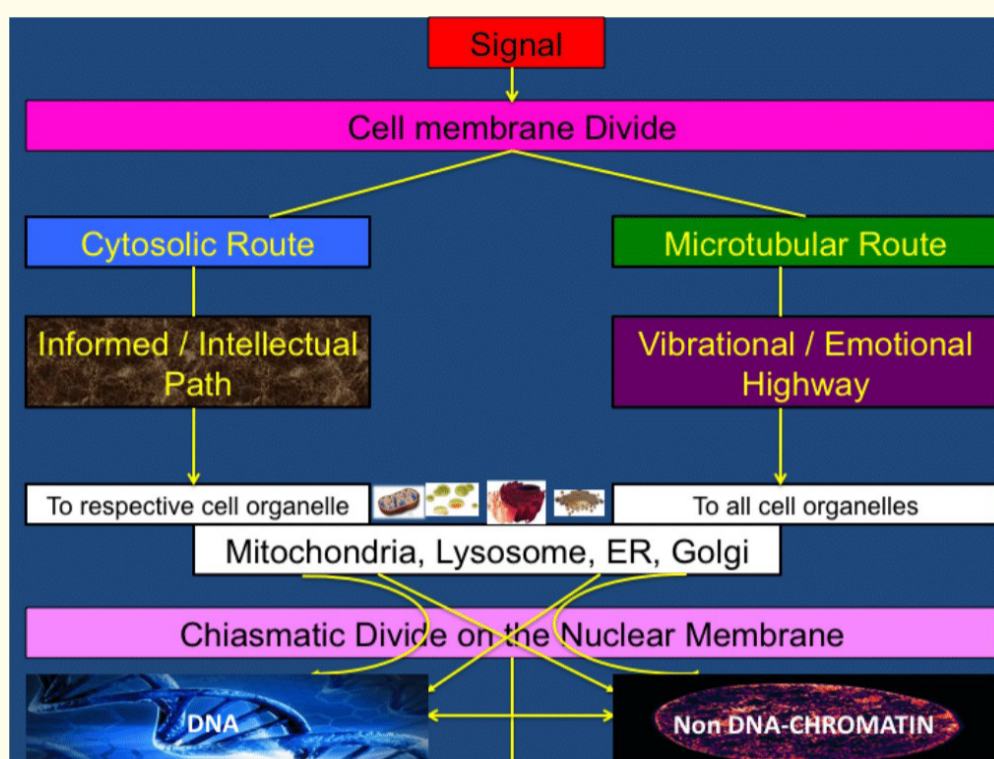 Signal
Cell membrane Divide
Cytosolic Route
Microtubular Route
Informed / Intellectual
Path
Vibrational / Emotional
Highway
To respective cell organelle
To all cell organelles
Mitochondria, Lysosome, ER, Golgi
Chiasmatic Divide on the Nuclear Membrane
DNA
Non DNA-CHROMATIN